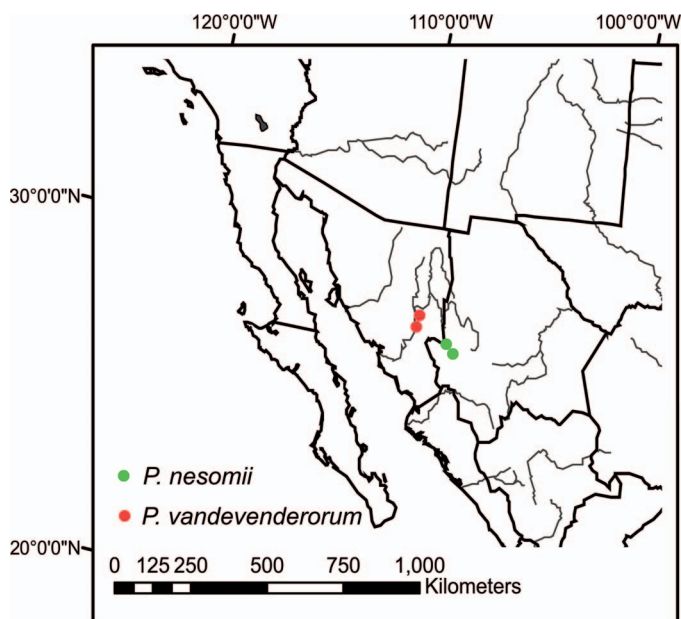 120°0'0"W 110°0'0"W 100°0'0"W
30°0'0"N
P. nesomii
P. vandevenderorum
20°0'0"N
0 125 250 500 750 1,000
Kilometers